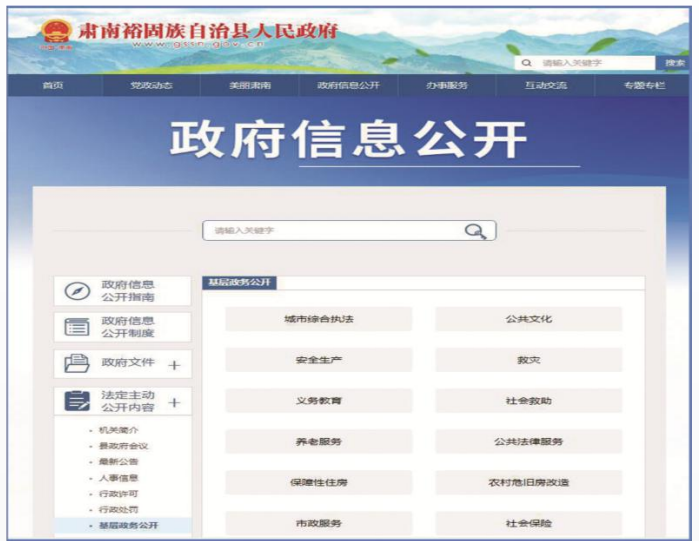 肃南裕固族自治县人民政府
www.gssn.gov.cn
请输入关键字
搜索
首页 党政动态 美丽肃南 政府信息公开 办事服务 互动交流 专题专栏
政府信息公开
请输入关键字
政府信息
公开指南
政府信息
公开制度
政府文件 +
法定主动
公开内容 +
· 机关简介
· 县政府会议
· 最新公告
· 人事信息
· 行政许可
· 行政处罚
· 基层政务公开
基层政务公开
城市综合执法 公共文化
安全生产 救灾
义务教育 社会救助
养老服务 公共法律服务
保障性住房 农村危旧房改造
市政服务 社会保险